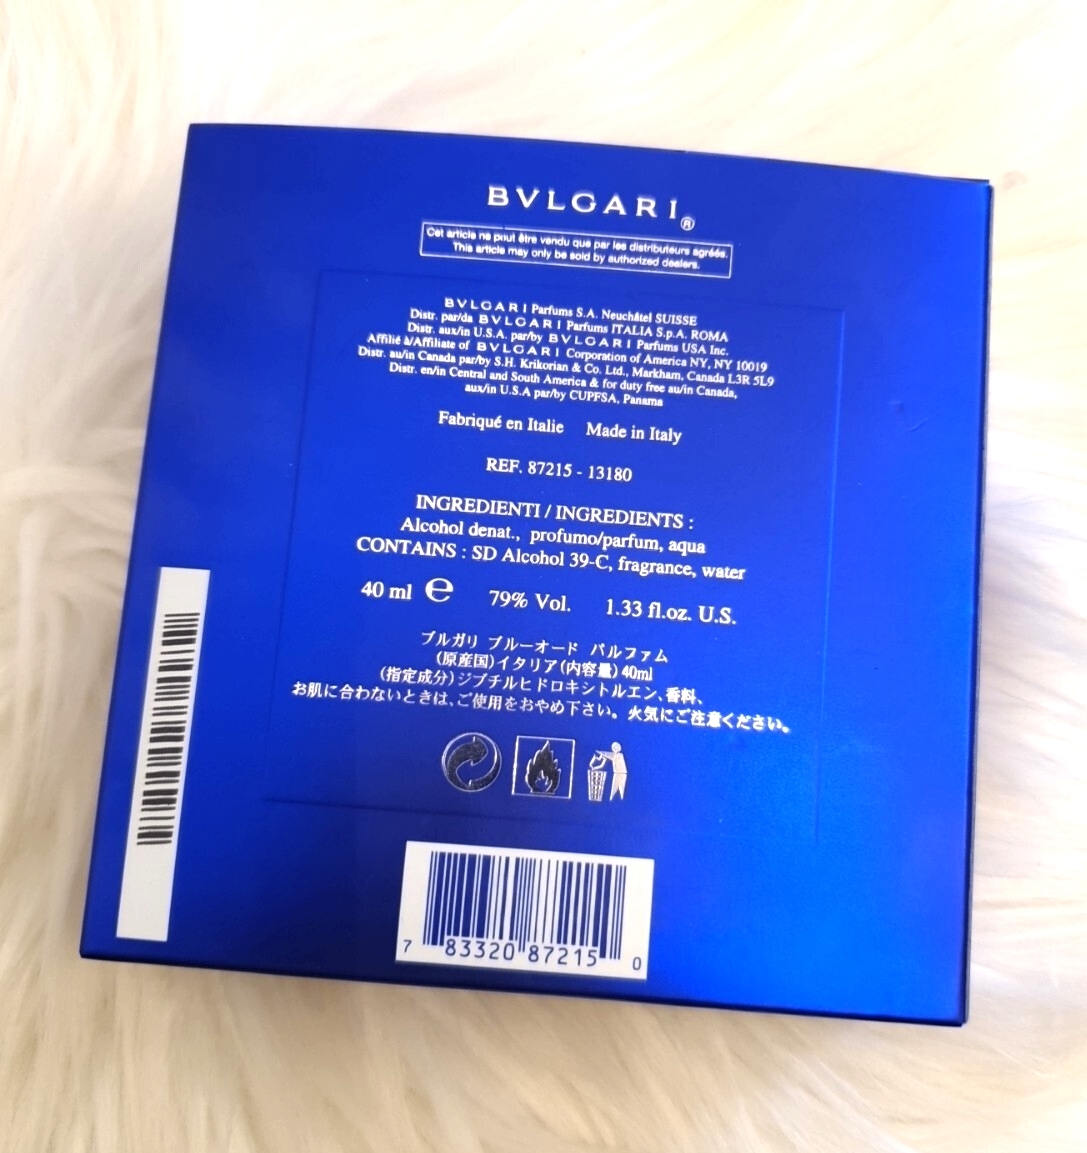 BVLGARI®
Cet article ne peut être vendu que par les distributeurs agréés.
This article may only be sold by authorized dealers.
BVLGARI Parfums S.A. Neuchâtel SUISSE
Distr. par/da BVLGARI Parfums ITALIA S.p.A. ROMA
Distr. aux/in U.S.A. par/by BVLGARI Parfums USA Inc.
Affilié à/Affiliate of BVLGARI Corporation of America NY, NY 10019
Distr. au/in Canada par/by S.H. Krikorian & Co. Ltd., Markham, Canada L3R 5L9
Distr. en/in Central and South America & for duty free au/in Canada,
aux/in U.S.A par/by CUPFSA, Panama
Fabriqué en Italie Made in Italy
REF. 87215 - 13180
INGREDIENTI / INGREDIENTS :
Alcohol denat., profumo/parfum, aqua
CONTAINS : SD Alcohol 39-C, fragrance, water
40 ml ℮ 79% Vol. 1.33 fl.oz. U.S.
ブルガリ ブルーオード パルファム
(原産国)イタリア(内容量)40ml
(指定成分)ジブチルヒドロキシトルエン、香料、
お肌に合わないときは、ご使用をおやめ下さい。火気にご注意ください。
7 83320 87215 0